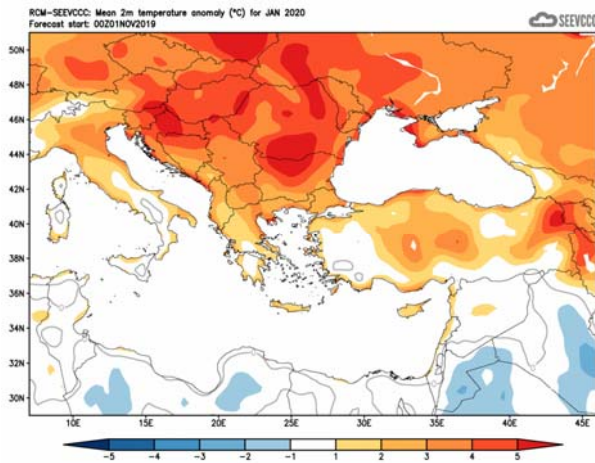 RCM-SEEVCCC: Mean 2m temperature anomaly (°C) for JAN 2020
Forecast start: 00Z01NOV2019
SEEVCCC
50N
48N
46N
44N
42N
40N
38N
36N
34N
32N
30N
10E 15E 20E 25E 30E 35E 40E 45E
-5 -4 -3 -2 -1 1 2 3 4 5